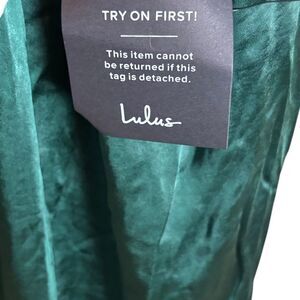 TRY ON FIRST!
This item cannot
be returned if this
tag is detached.
Lulus